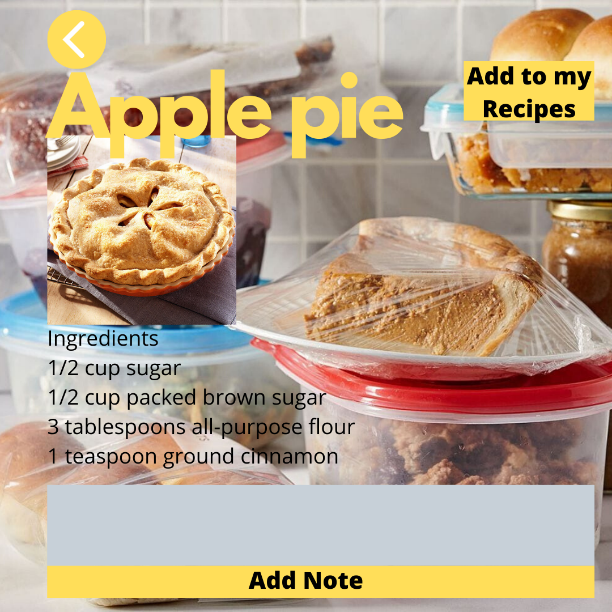 Apple pie
Add to my
Recipes
Ingredients
1/2 cup sugar
1/2 cup packed brown sugar
3 tablespoons all-purpose flour
1 teaspoon ground cinnamon
Add Note